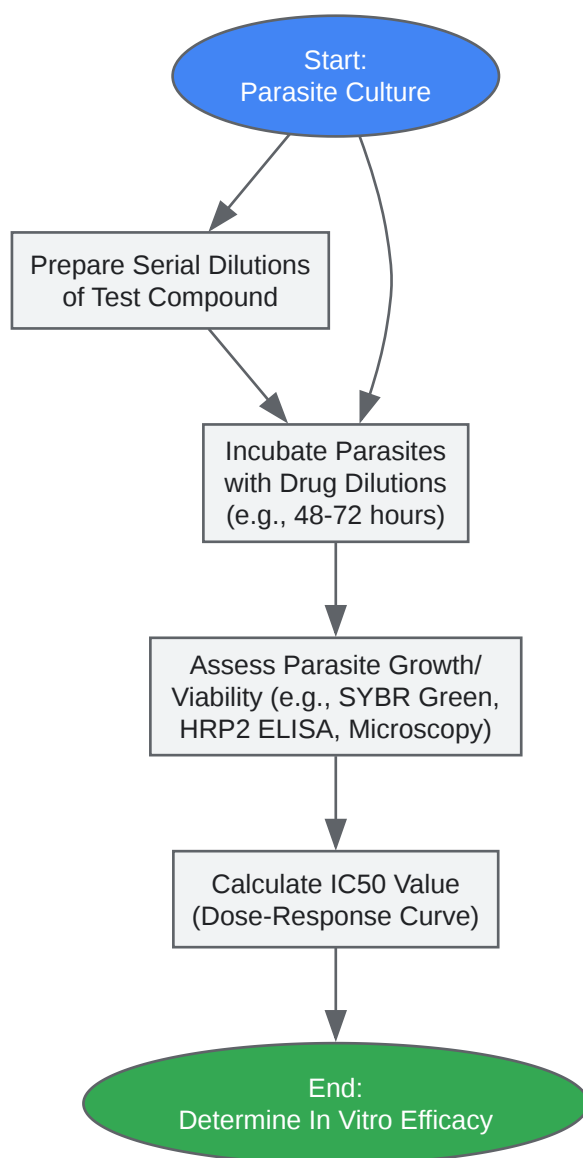 Start:
Parasite Culture
Prepare Serial Dilutions
of Test Compound
Incubate Parasites
with Drug Dilutions
(e.g., 48-72 hours)
Assess Parasite Growth/
Viability (e.g., SYBR Green,
HRP2 ELISA, Microscopy)
Calculate IC50 Value
(Dose-Response Curve)
End:
Determine In Vitro Efficacy